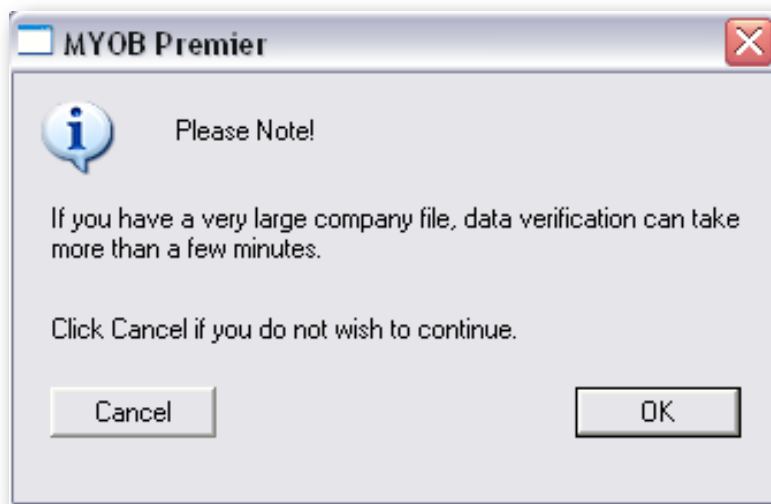 MYOB Premier
Please Note!
If you have a very large company file, data verification can take
more than a few minutes.
Click Cancel if you do not wish to continue.
Cancel
OK